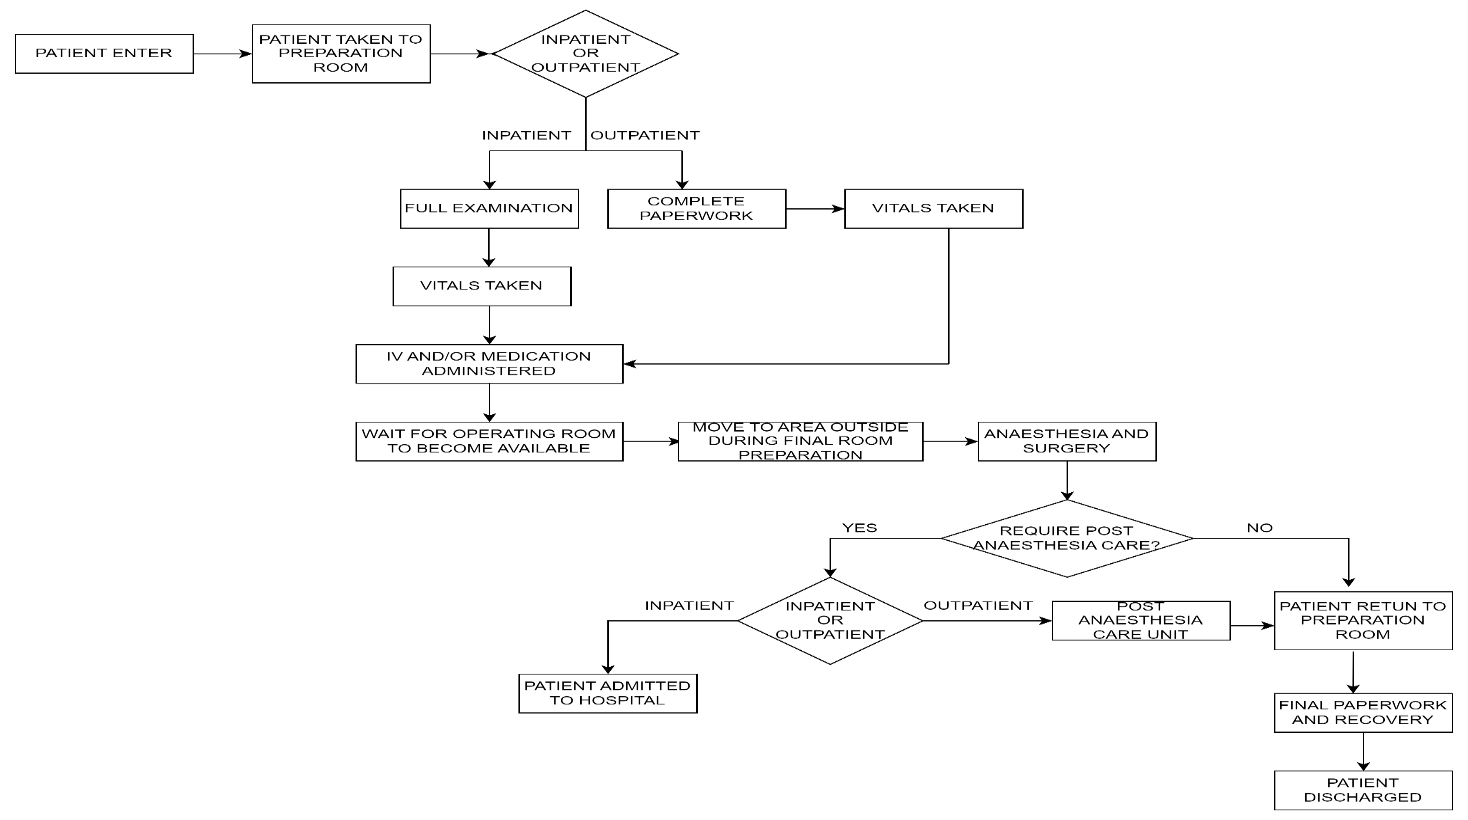 PATIENT ENTER
PATIENT TAKEN TO
PREPARATION
ROOM
INPATIENT
OR
OUTPATIENT
INPATIENT
OUTPATIENT
FULL EXAMINATION
COMPLETE
PAPERWORK
VITALS TAKEN
VITALS TAKEN
IV AND/OR MEDICATION
ADMINISTERED
WAIT FOR OPERATING ROOM
TO BECOME AVAILABLE
MOVE TO AREA OUTSIDE
DURING FINAL ROOM
PREPARATION
ANAESTHESIA AND
SURGERY
REQUIRE POST
ANAESTHESIA CARE?
YES
NO
INPATIENT
OR
OUTPATIENT
INPATIENT
OUTPATIENT
POST
ANAESTHESIA
CARE UNIT
PATIENT RETUN TO
PREPARATION
ROOM
PATIENT ADMITTED
TO HOSPITAL
FINAL PAPERWORK
AND RECOVERY
PATIENT
DISCHARGED